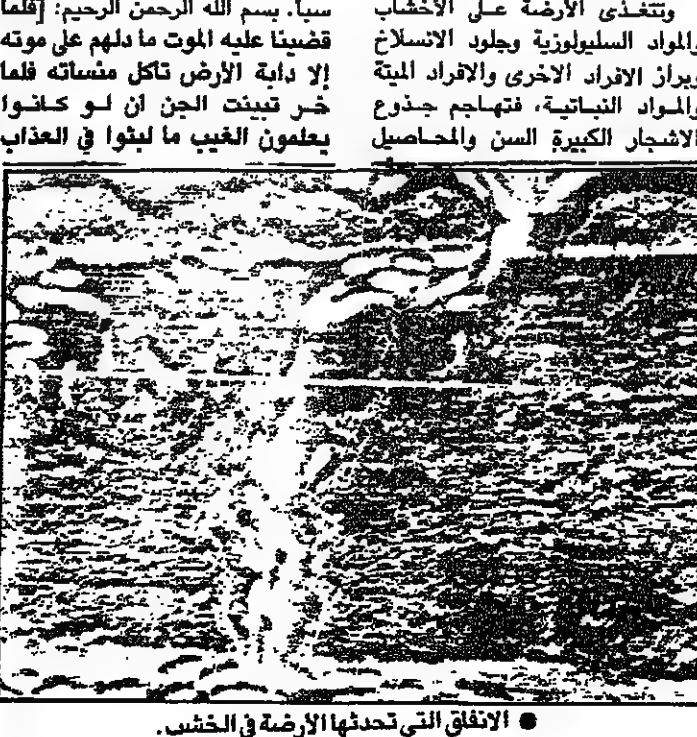 وتتغذى الأرضة على الأخشاب
والمواد السليولوزية وجلود الانسلاخ
وبراز الافراد الاخرى والافراد الميتة
والمواد النباتية، فتهاجم جذوع
الاشجار الكبيرة السن والمحاصيل
سبأ. بسم الله الرحمن الرحيم: [فلما
قضينا عليه الموت ما دلهم على موته
إلا دابة الأرض تأكل منسأته فلما
خر تبينت الجن ان لو كانوا
يعلمون الغيب ما لبثوا في العذاب
● الانفاق التي تحدثها الأرضة في الخشب.